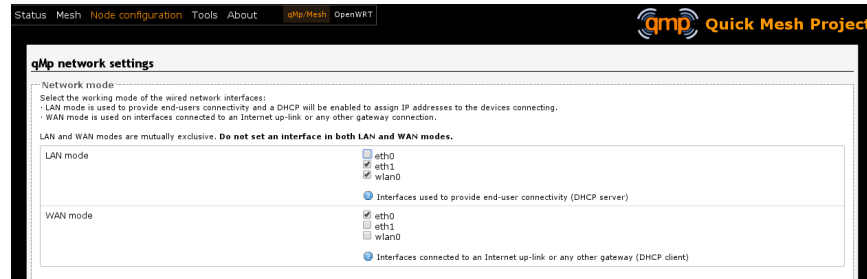 Status Mesh Node configuration Tools About qMp/Mesh OpenWRT
qmp Quick Mesh Project
qMp network settings
Network mode
Select the working mode of the wired network interfaces:
· LAN mode is used to provide end-users connectivity and a DHCP will be enabled to assign IP addresses to the devices connecting.
· WAN mode is used on interfaces connected to an Internet up-link or any other gateway connection.
LAN and WAN modes are mutually exclusive. Do not set an interface in both LAN and WAN modes.
LAN mode
eth0
eth1
wlan0
Interfaces used to provide end-user connectivity (DHCP server)
WAN mode
eth0
eth1
wlan0
Interfaces connected to an Internet up-link or any other gateway (DHCP client)